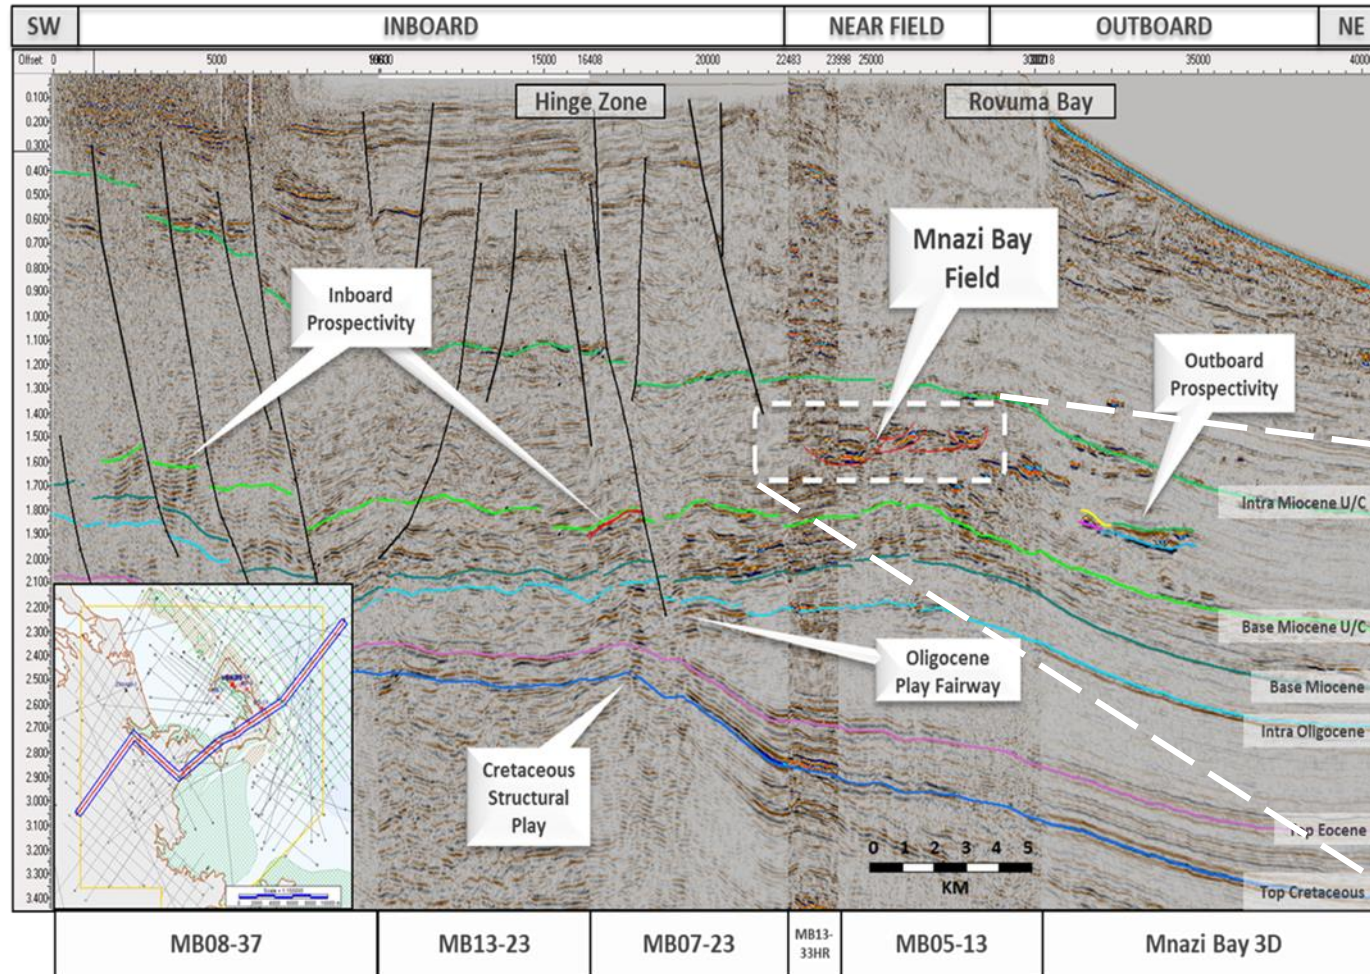 SW
INBOARD
NEAR FIELD
OUTBOARD
NE
Offset: 0
5000
15000
16408
20000
22483
23998
25000
35000
4000
0.100
0.200
0.300
0.400
0.500
0.600
0.700
0.800
0.900
1.000
1.100
1.200
1.300
1.400
1.500
1.600
1.700
1.800
1.900
2.000
2.100
2.200
2.300
2.400
2.500
2.600
2.700
2.800
2.900
3.000
3.100
3.200
3.300
3.400
Hinge Zone
Rovuma Bay
Mnazi Bay
Field
Inboard
Prospectivity
Outboard
Prospectivity
Intra Miocene U/C
Base Miocene U/C
Oligocene
Play Fairway
Base Miocene
Intra Oligocene
Cretaceous
Structural
Play
Top Eocene
0 1 2 3 4 5
KM
Top Cretaceous
MB08-37
MB13-23
MB07-23
MB13-
33HR
MB05-13
Mnazi Bay 3D